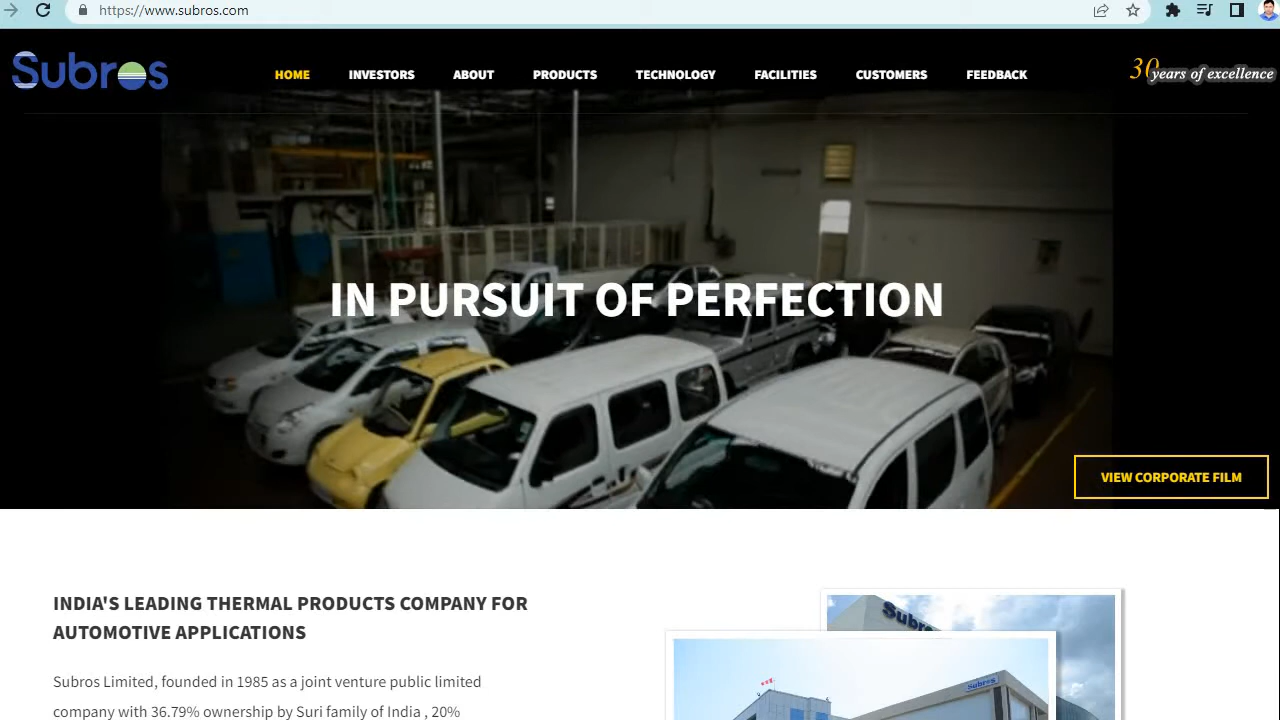 https://www.subros.com
Subros
HOME INVESTORS ABOUT PRODUCTS TECHNOLOGY FACILITIES CUSTOMERS FEEDBACK
30 years of excellence
IN PURSUIT OF PERFECTION
VIEW CORPORATE FILM
INDIA'S LEADING THERMAL PRODUCTS COMPANY FOR
AUTOMOTIVE APPLICATIONS
Subros Limited, founded in 1985 as a joint venture public limited
company with 36.79% ownership by Suri family of India , 20%
Subros